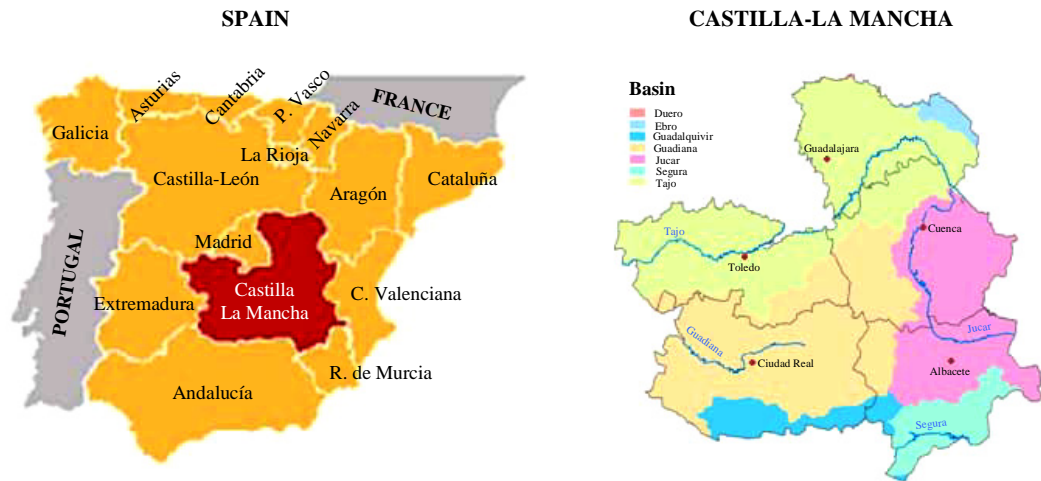 SPAIN
Asturias
Cantabria
P. Vasco
Navarra
FRANCE
Galicia
La Rioja
Castilla-León
Aragón
Cataluña
Madrid
PORTUGAL
Extremadura
Castilla
La Mancha
C. Valenciana
R. de Murcia
Andalucía
CASTILLA-LA MANCHA
Basin
Duero
Ebro
Guadalquivir
Guadiana
Jucar
Segura
Tajo
Guadalajara
Tajo
Cuenca
Toledo
Guadiana
Jucar
Ciudad Real
Albacete
Segura